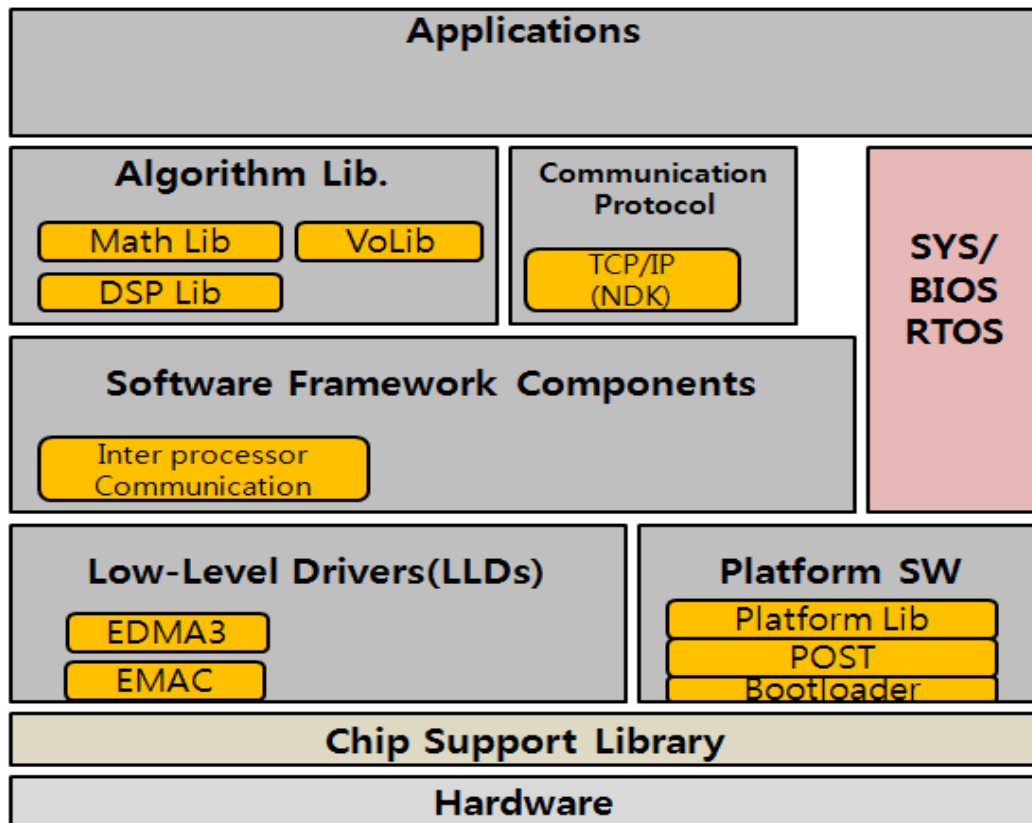 Applications
Algorithm Lib.
Math Lib
VoLib
DSP Lib
Communication
Protocol
TCP/IP
(NDK)
SYS/
BIOS
RTOS
Software Framework Components
Inter processor
Communication
Low-Level Drivers(LLDs)
EDMA3
EMAC
Platform SW
Platform Lib
POST
Bootloader
Chip Support Library
Hardware